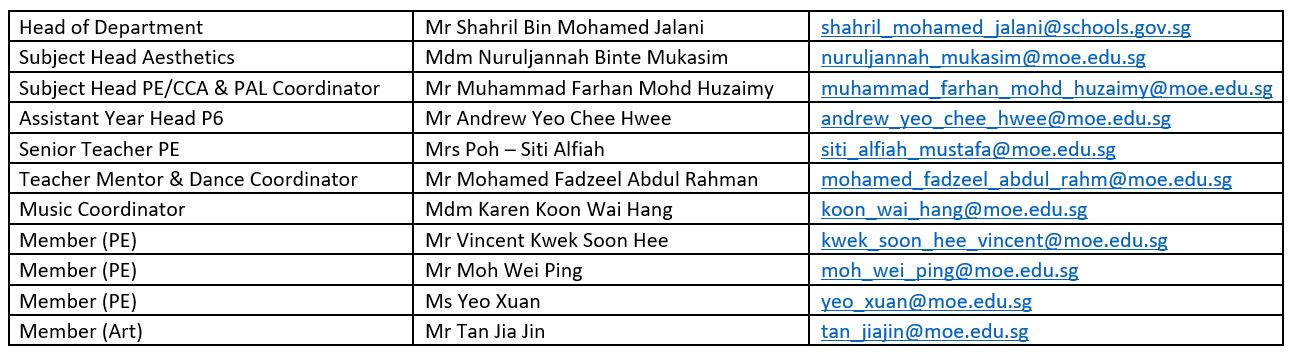 Head of Department Mr Shahril Bin Mohamed Jalani shahril_mohamed_jalani@schools.gov.sg
Subject Head Aesthetics Mdm Nuruljannah Binte Mukasim nuruljannah_mukasim@moe.edu.sg
Subject Head PE/CCA & PAL Coordinator Mr Muhammad Farhan Mohd Huzaimy muhammad_farhan_mohd_huzaimy@moe.edu.sg
Assistant Year Head P6 Mr Andrew Yeo Chee Hwee andrew_yeo_chee_hwee@moe.edu.sg
Senior Teacher PE Mrs Poh – Siti Alfiah siti_alfiah_mustafa@moe.edu.sg
Teacher Mentor & Dance Coordinator Mr Mohamed Fadzeel Abdul Rahman mohamed_fadzeel_abdul_rahm@moe.edu.sg
Music Coordinator Mdm Karen Koon Wai Hang koon_wai_hang@moe.edu.sg
Member (PE) Mr Vincent Kwek Soon Hee kwek_soon_hee_vincent@moe.edu.sg
Member (PE) Mr Moh Wei Ping moh_wei_ping@moe.edu.sg
Member (PE) Ms Yeo Xuan yeo_xuan@moe.edu.sg
Member (Art) Mr Tan Jia Jin tan_jiajin@moe.edu.sg